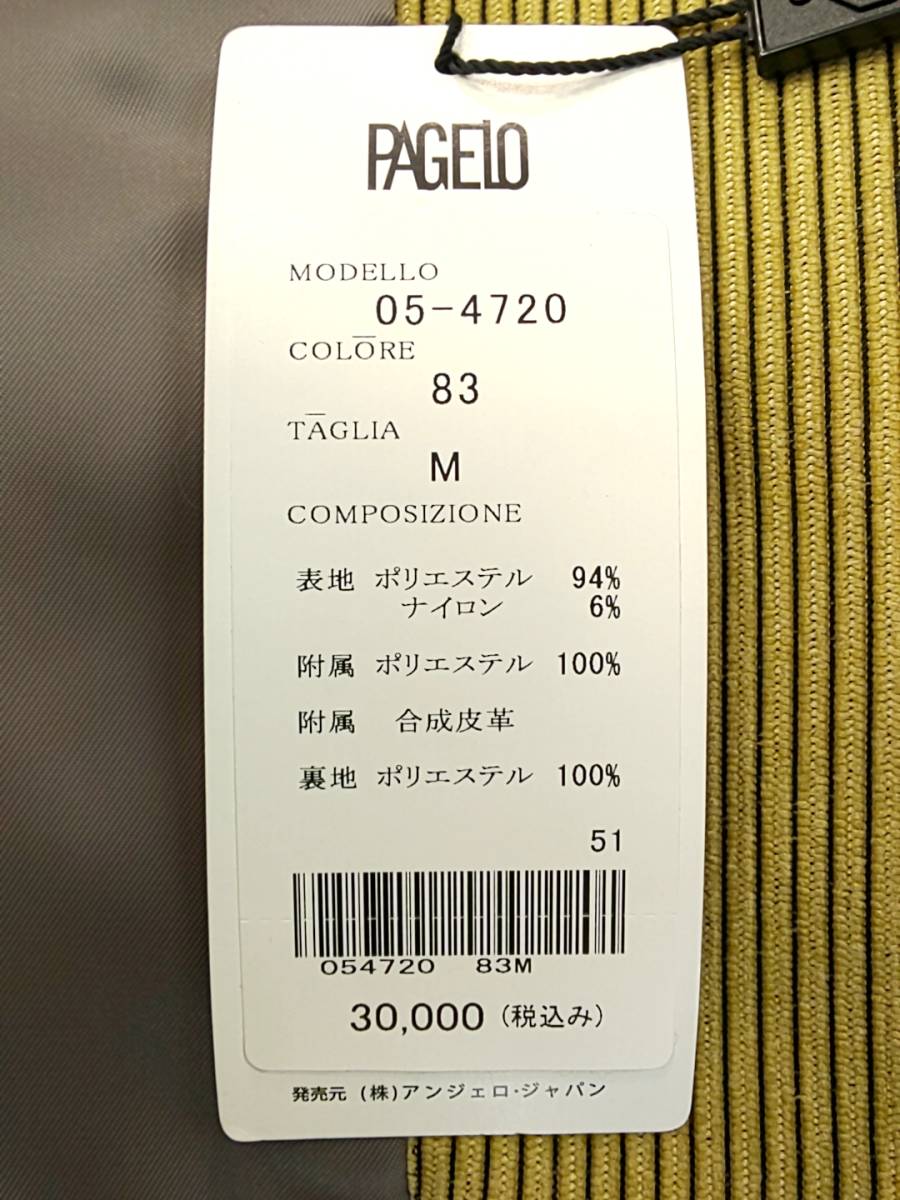 PAGELO
MODELLO
05-4720
COLŌRE
83
TĀGLIA
M
COMPOSIZIONE
表地 ポリエステル 94%
ナイロン 6%
附属 ポリエステル 100%
附属 合成皮革
裏地 ポリエステル 100%
51
054720 83M
30,000 (税込み)
発売元 (株)アンジェロ・ジャパン